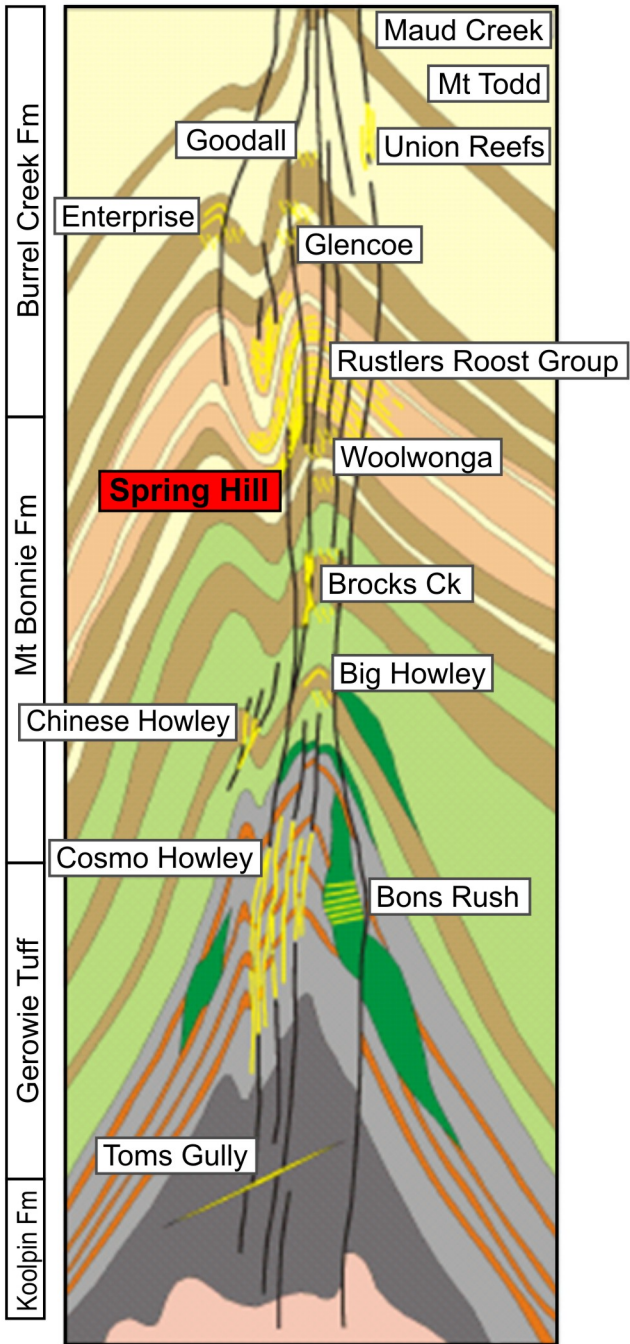 Maud Creek
Mt Todd
Goodall
Union Reefs
Enterprise
Glencoe
Rustlers Roost Group
Woolwonga
Spring Hill
Brocks Ck
Big Howley
Chinese Howley
Cosmo Howley
Bons Rush
Toms Gully
Burrel Creek Fm
Mt Bonnie Fm
Gerowie Tuff
Koolpin Fm